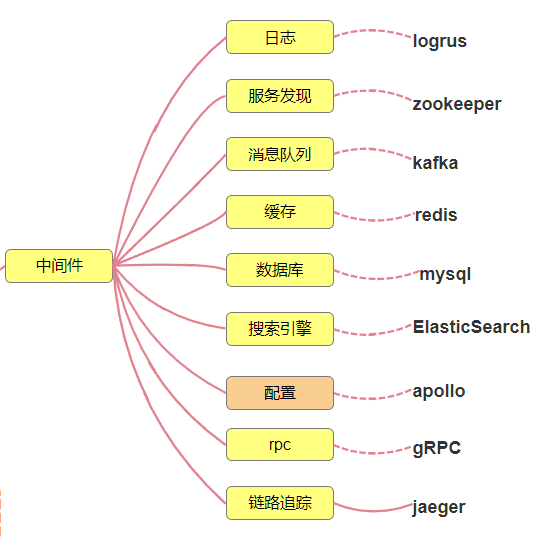 日志
logrus
服务发现
zookeeper
消息队列
kafka
缓存
redis
中间件
数据库
mysql
搜索引擎
ElasticSearch
配置
apollo
rpc
gRPC
链路追踪
jaeger